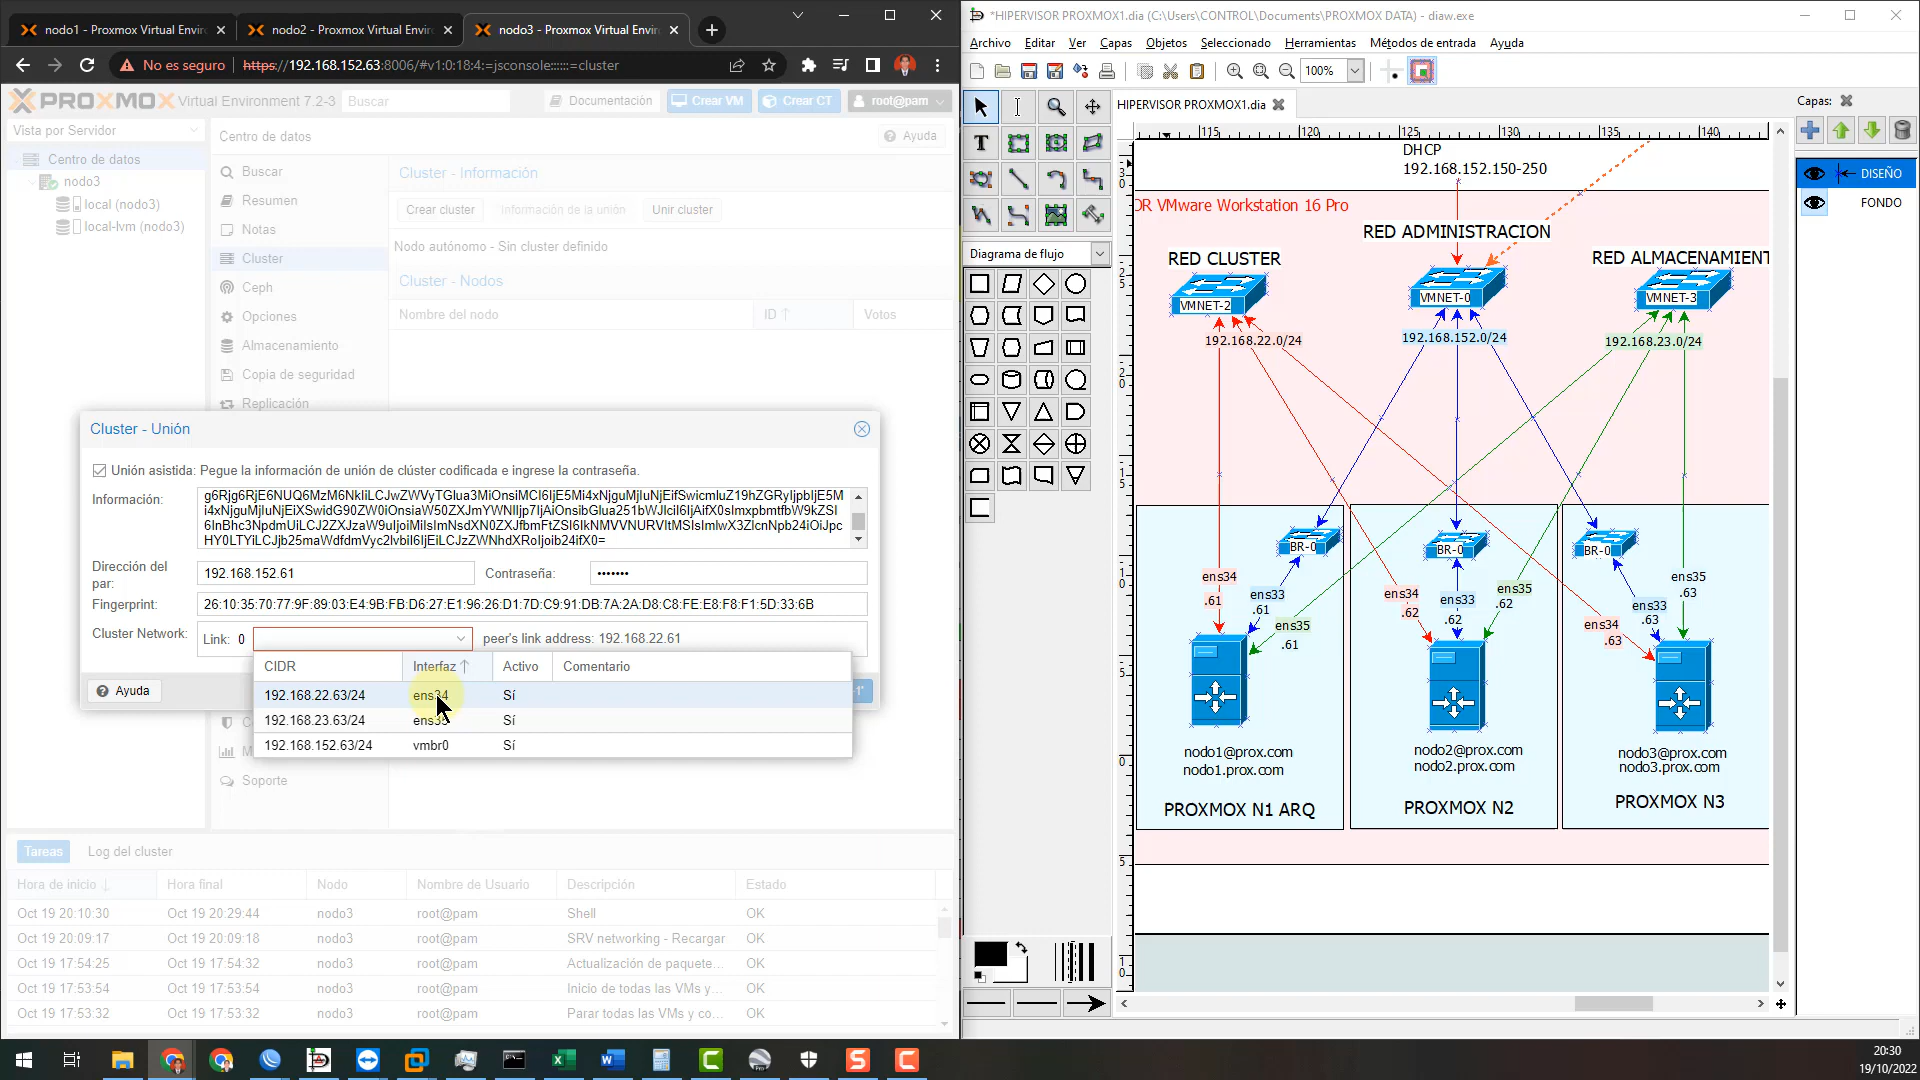 nodo1 - Proxmox Virtual Enviro
nodo2 - Proxmox Virtual Enviro
nodo3 - Proxmox Virtual Enviro
No es seguro
https://192.168.152.63:8006/#v1:0:18:4:=jsconsole::::::=cluster
PROXMOX Virtual Environment 7.2-3
Buscar
Documentación
Crear VM
Crear CT
root@pam
Vista por Servidor
Centro de datos
nodo3
local (nodo3)
local-lvm (nodo3)
Centro de datos
Ayuda
Buscar
Resumen
Notas
Cluster
Ceph
Opciones
Almacenamiento
Copia de seguridad
Replicación
Soporte
Cluster - Información
Crear cluster
Información de la unión
Unir cluster
Nodo autónomo - Sin cluster definido
Cluster - Nodos
Nombre del nodo
ID
Votos
Cluster - Unión
Unión asistida: Pegue la información de unión de clúster codificada e ingrese la contraseña.
Información:
Dirección del par:
192.168.152.61
Contraseña:
•••••••
Fingerprint:
26:10:35:70:77:9F:89:03:E4:9B:FB:D6:27:E1:96:26:D1:7D:C9:91:DB:7A:2A:D8:C8:FE:E8:F8:F1:5D:33:6B
Cluster Network:
Link: 0
peer's link address: 192.168.22.61
CIDR Interfaz Activo Comentario
192.168.22.63/24 ens34 Sí
192.168.23.63/24 ens35 Sí
192.168.152.63/24 vmbr0 Sí
Ayuda
Tareas
Log del cluster
Hora de inicio Hora final Nodo Nombre de Usuario Descripción Estado
Oct 19 20:10:30 Oct 19 20:29:44 nodo3 root@pam Shell OK
Oct 19 20:09:17 Oct 19 20:09:18 nodo3 root@pam SRV networking - Recargar OK
Oct 19 17:54:25 Oct 19 17:54:32 nodo3 root@pam Actualización de paquete... OK
Oct 19 17:53:54 Oct 19 17:53:54 nodo3 root@pam Inicio de todas las VMs y... OK
Oct 19 17:53:32 Oct 19 17:53:32 nodo3 root@pam Parar todas las VMs y co... OK
*HIPERVISOR PROXMOX1.dia (C:\Users\CONTROL\Documents\PROXMOX DATA) - diaw.exe
Archivo Editar Ver Capas Objetos Seleccionado Herramientas Métodos de entrada Ayuda
100%
HIPERVISOR PROXMOX1.dia
Capas:
DISEÑO
FONDO
Diagrama de flujo
115 120 125 130 135 140
DHCP
192.168.152.150-250
OR VMware Workstation 16 Pro
RED ADMINISTRACION
RED CLUSTER
RED ALMACENAMIENT
VMNET-2
VMNET-0
VMNET-3
192.168.22.0/24
192.168.152.0/24
192.168.23.0/24
BR-0
BR-0
BR-0
ens34
.61
ens33
.61
ens35
.61
ens34
.62
ens33
.62
ens35
.62
ens34
.63
ens33
.63
ens35
.63
nodo1@prox.com
nodo1.prox.com
nodo2@prox.com
nodo2.prox.com
nodo3@prox.com
nodo3.prox.com
PROXMOX N1 ARQ
PROXMOX N2
PROXMOX N3
20:30
19/10/2022